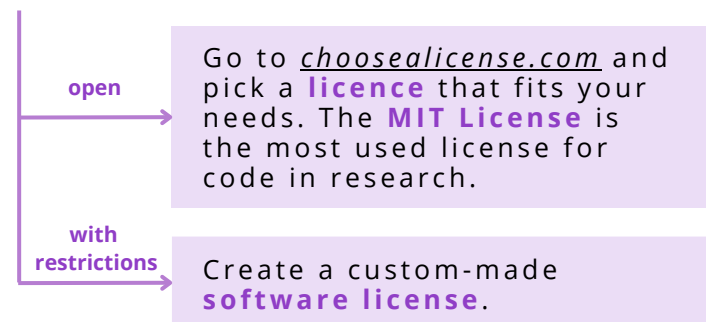 open
Go to choosealicense.com and
pick a licence that fits your
needs. The MIT License is
the most used license for
code in research.
with
restrictions
Create a custom-made
software license.